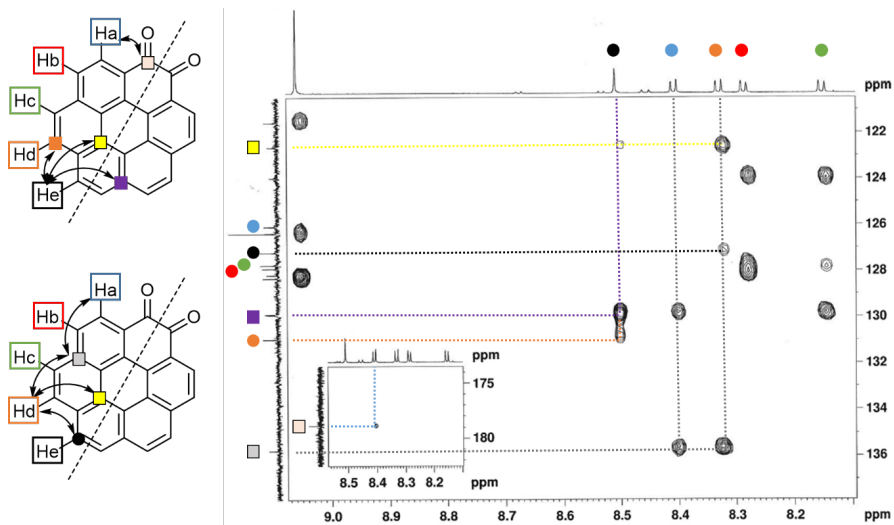 Ha
O
O
Hb
Hc
Hd
He
Ha
O
O
Hb
Hc
Hd
He
ppm
122
124
126
128
130
132
134
136
ppm
175
180
8.5 8.4 8.3 8.2 ppm
9.0 8.9 8.8 8.7 8.6 8.5 8.4 8.3 8.2 ppm